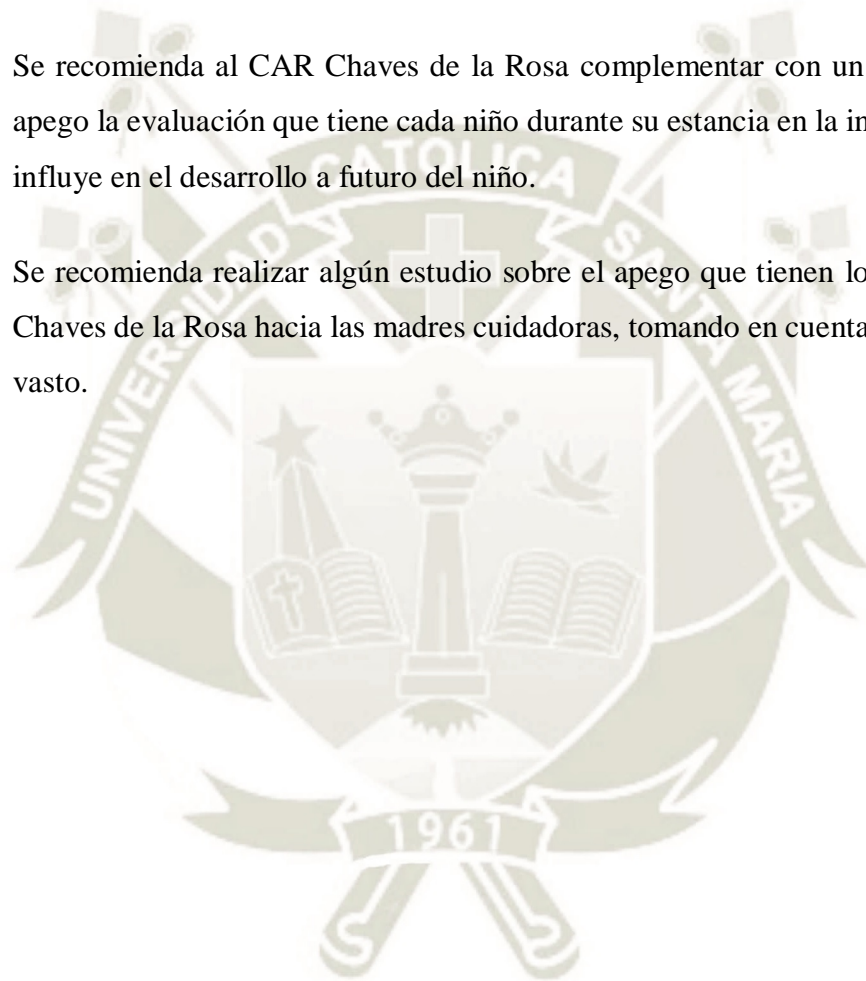 Se recomienda al CAR Chaves de la Rosa complementar con un
apego la evaluación que tiene cada niño durante su estancia en la in
influye en el desarrollo a futuro del niño.
Se recomienda realizar algún estudio sobre el apego que tienen lo
Chaves de la Rosa hacia las madres cuidadoras, tomando en cuenta
vasto.
UNIVERSIDAD CATOLICA SANTA MARIA
1961